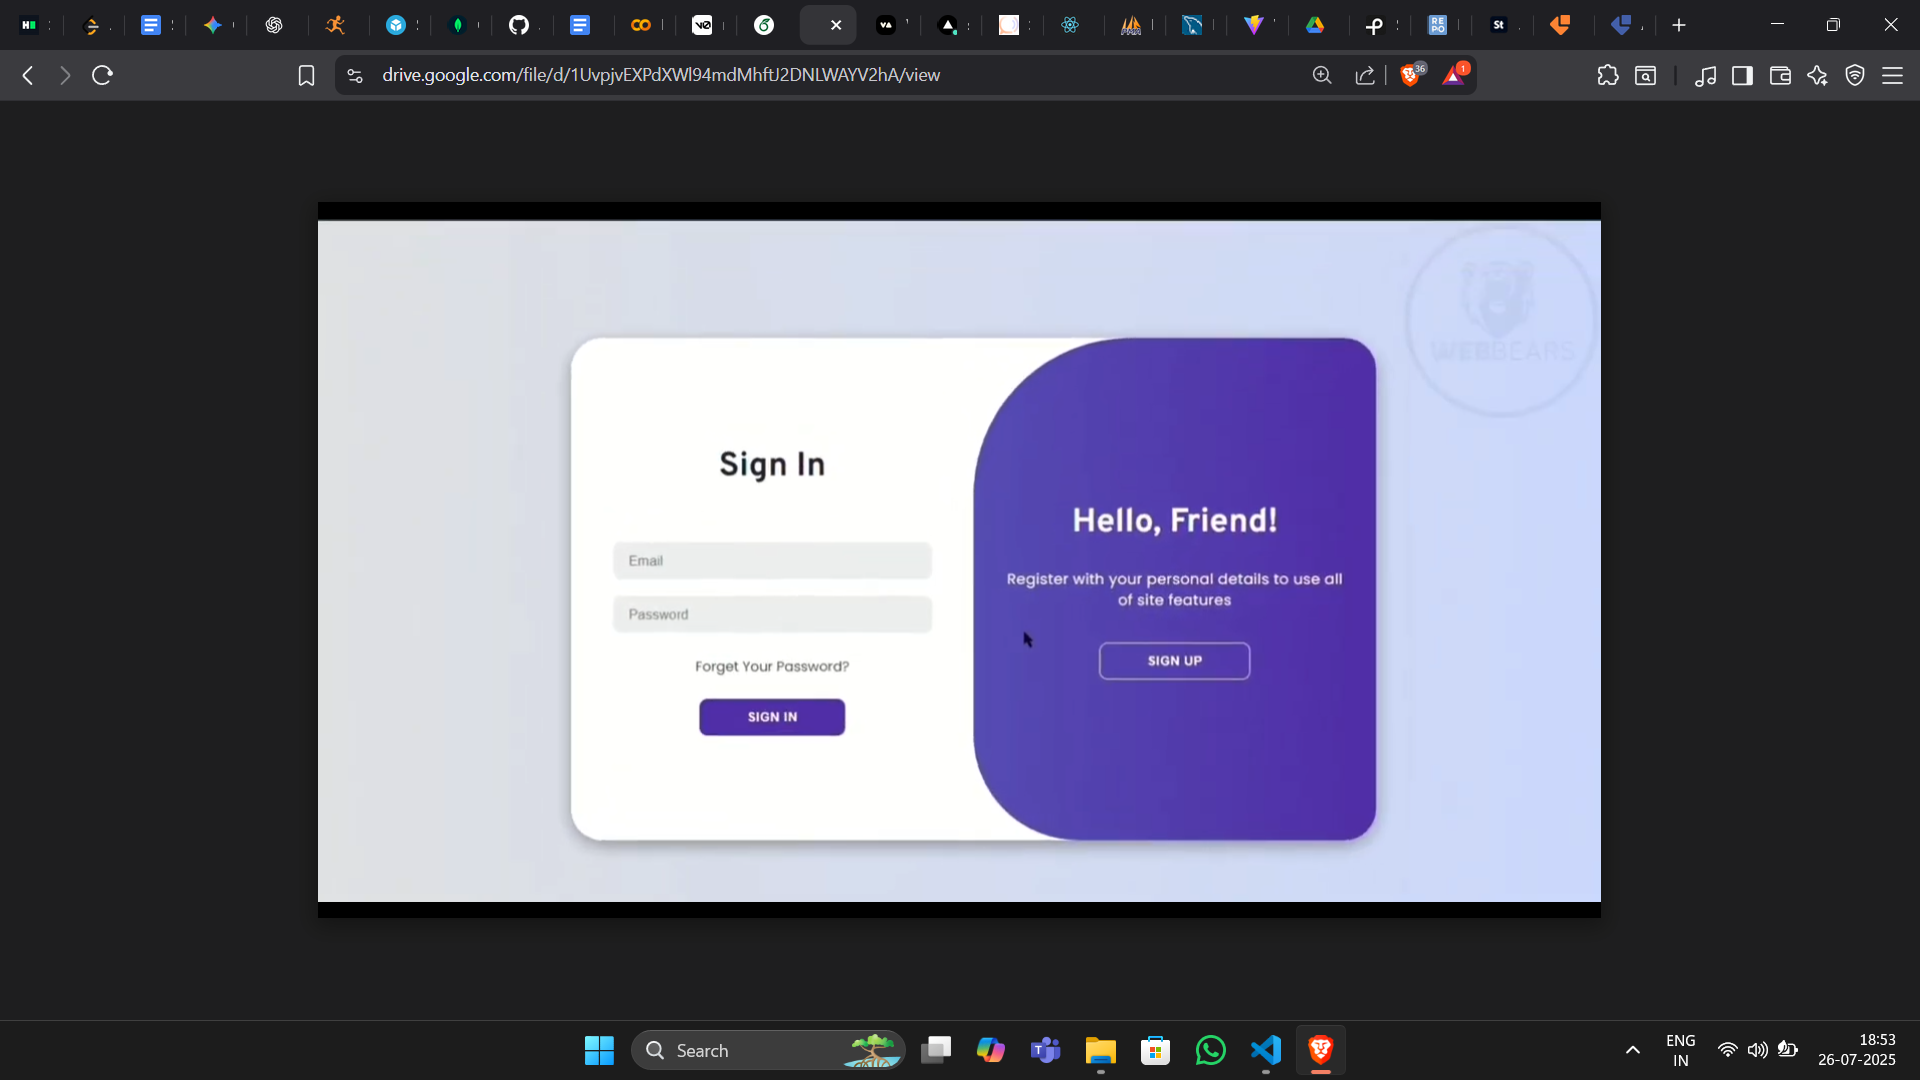 drive.google.com/file/d/1UvpjvEXPdXWl94mdMhftJ2DNLWAYV2hA/view
36
1
WEBBEARS
Sign In
Email
Password
Forget Your Password?
SIGN IN
Hello, Friend!
Register with your personal details to use all
of site features
SIGN UP
Search
ENG
IN
18:53
26-07-2025